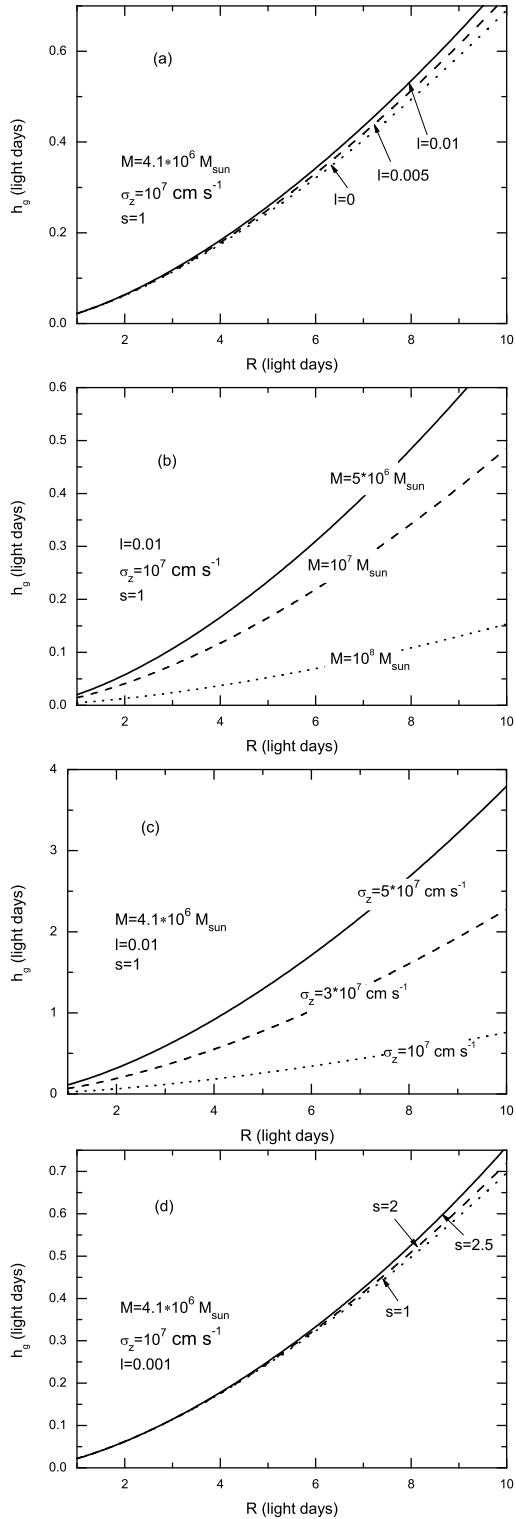 (a)
0.6
0.4
0.2
0.0
h_g (light days)
M=4.1*10^6 M_sun
σ_z=10^7 cm s^-1
s=1
l=0.01
l=0.005
l=0
2 4 6 8 10
R (light days)
(b)
0.6
0.5
0.4
0.3
0.2
0.1
0.0
h_g (light days)
l=0.01
σ_z=10^7 cm s^-1
s=1
M=5*10^6 M_sun
M=10^7 M_sun
M=10^8 M_sun
2 4 6 8 10
R (light days)
(c)
4
3
2
1
0
h_g (light days)
M=4.1*10^6 M_sun
l=0.01
s=1
σ_z=5*10^7 cm s^-1
σ_z=3*10^7 cm s^-1
σ_z=10^7 cm s^-1
2 4 6 8 10
R (light days)
(d)
0.7
0.6
0.5
0.4
0.3
0.2
0.1
0.0
h_g (light days)
M=4.1*10^6 M_sun
σ_z=10^7 cm s^-1
l=0.001
s=2
s=2.5
s=1
2 4 6 8 10
R (light days)